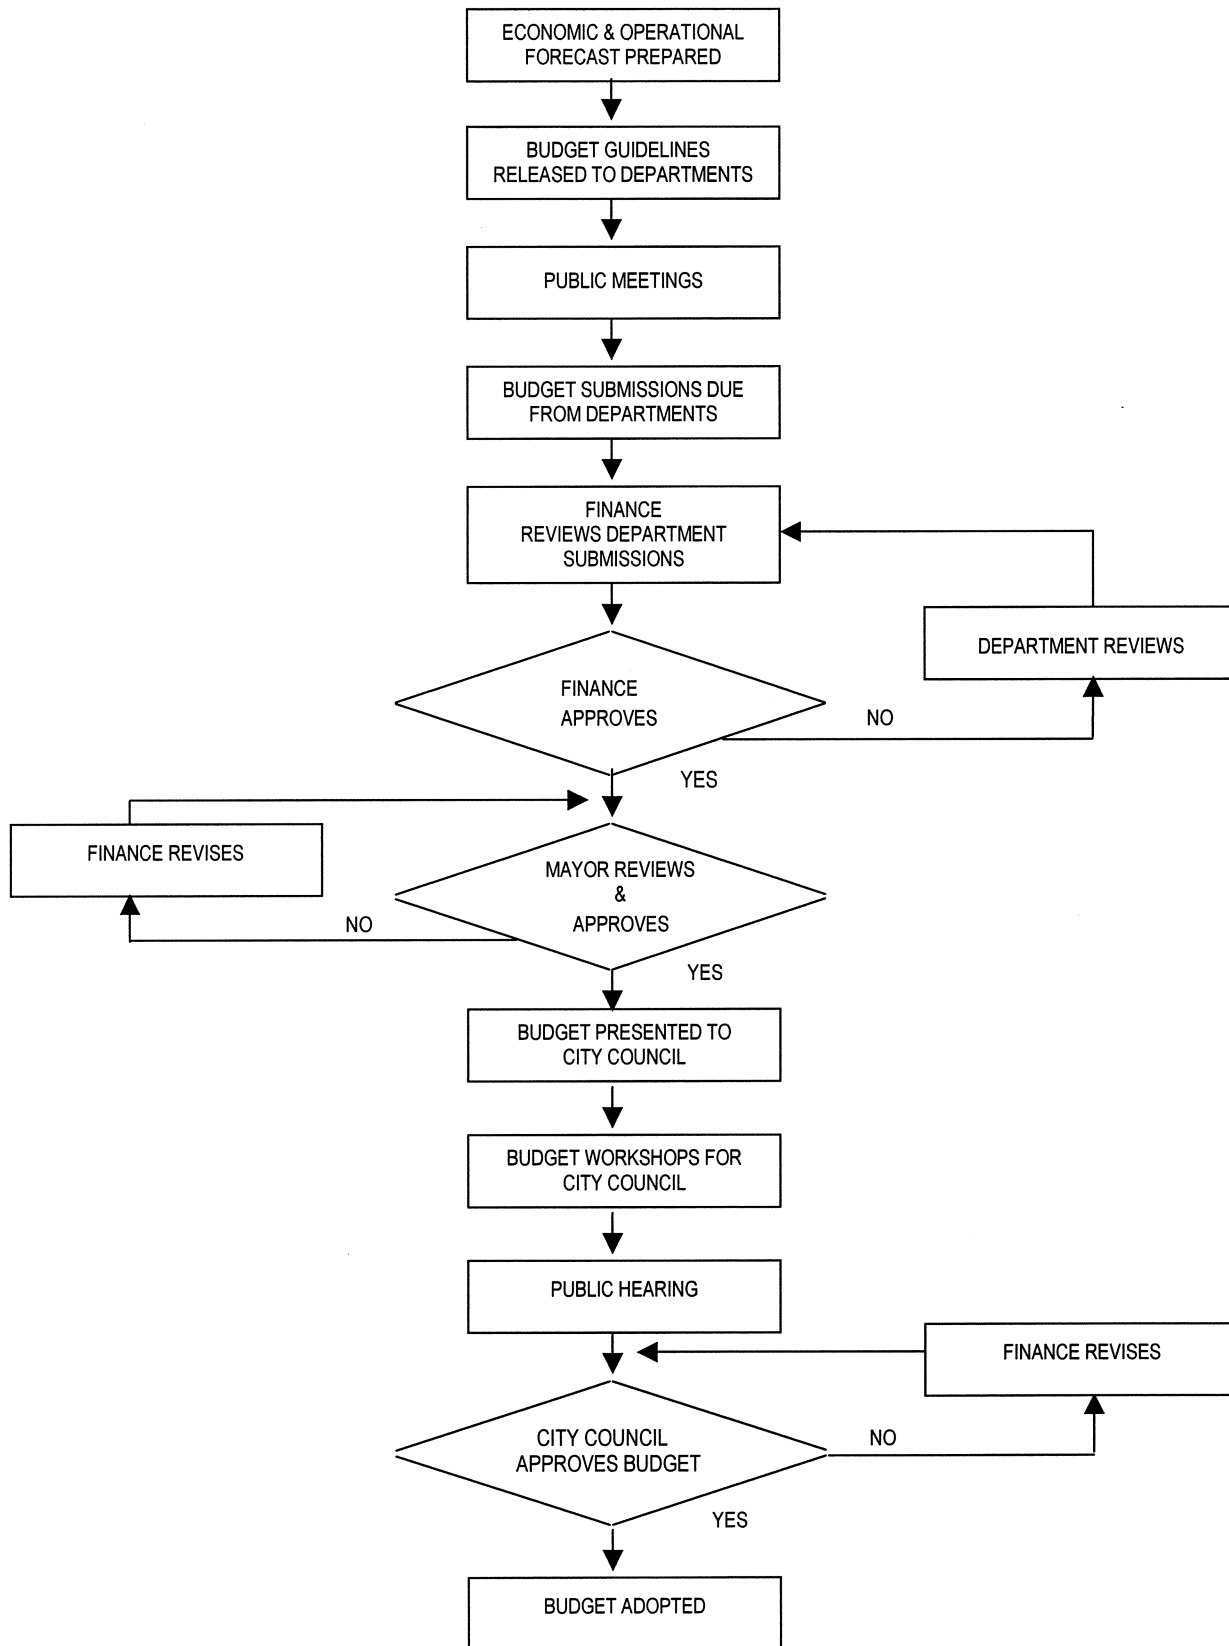 ECONOMIC & OPERATIONAL
FORECAST PREPARED
BUDGET GUIDELINES
RELEASED TO DEPARTMENTS
PUBLIC MEETINGS
BUDGET SUBMISSIONS DUE
FROM DEPARTMENTS
FINANCE
REVIEWS DEPARTMENT
SUBMISSIONS
DEPARTMENT REVIEWS
FINANCE
APPROVES
NO
YES
FINANCE REVISES
MAYOR REVIEWS
&
APPROVES
NO
YES
BUDGET PRESENTED TO
CITY COUNCIL
BUDGET WORKSHOPS FOR
CITY COUNCIL
PUBLIC HEARING
FINANCE REVISES
CITY COUNCIL
APPROVES BUDGET
NO
YES
BUDGET ADOPTED